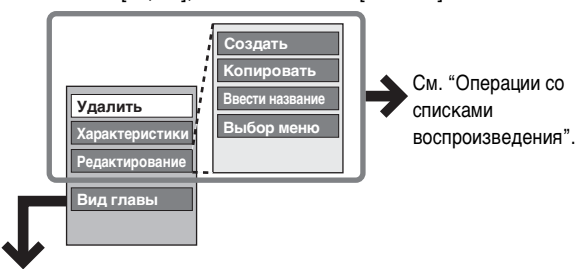 Создать
Копировать
Ввести название
Выбор меню
Удалить
Характеристики
Редактирование
Вид главы
См. “Операции со
списками
воспроизведения”.